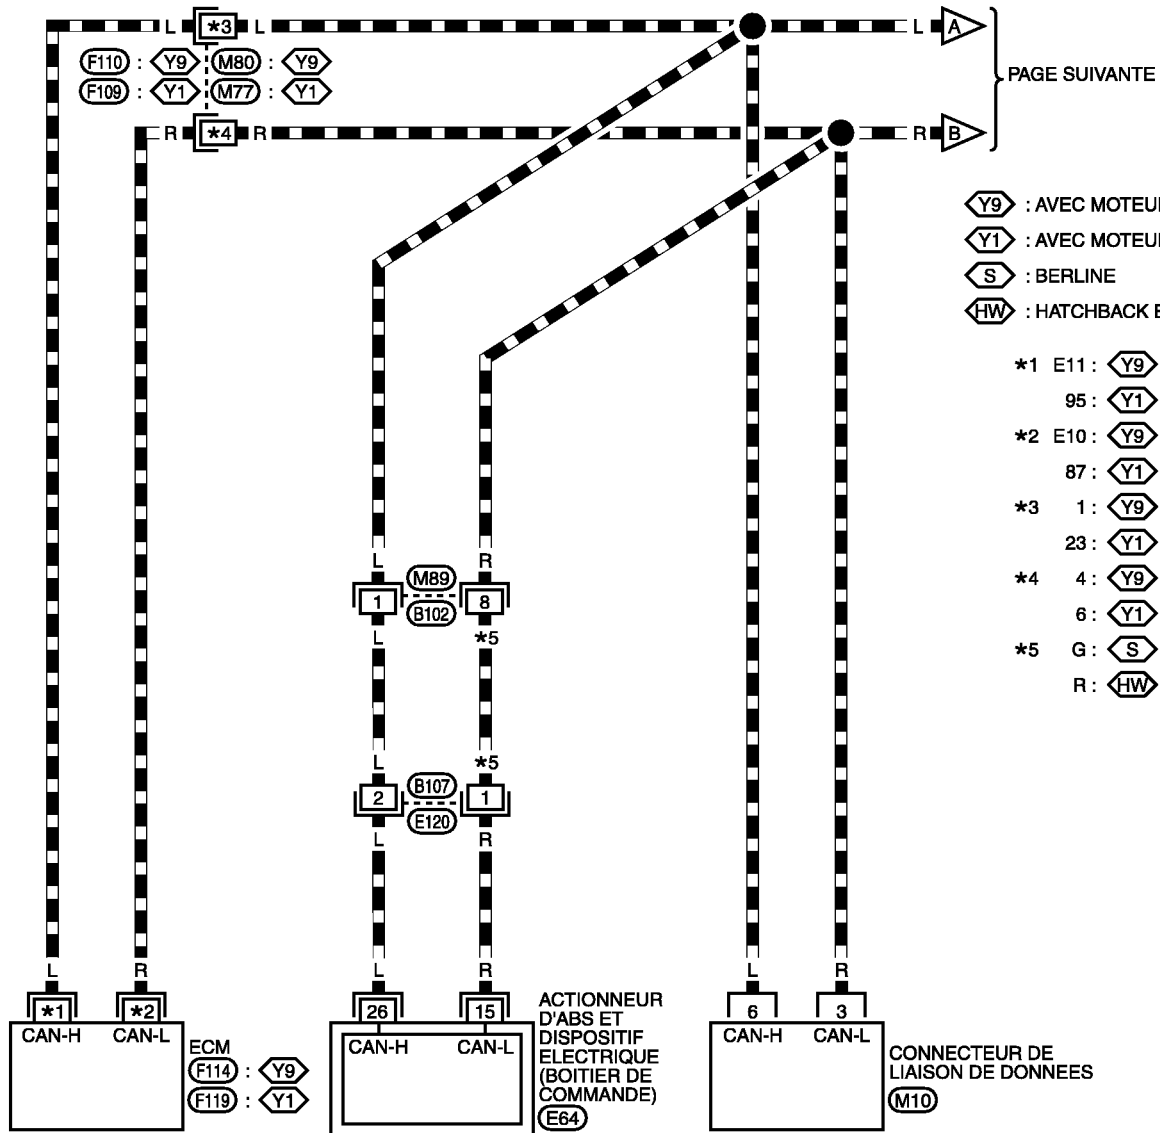 L *3 L L A
F110 : Y9 M80 : Y9
F109 : Y1 M77 : Y1
PAGE SUIVANTE
R *4 R R B
Y9 : AVEC MOTEU
Y1 : AVEC MOTEU
S : BERLINE
HW : HATCHBACK
*1 E11 : Y9
95 : Y1
*2 E10 : Y9
87 : Y1
*3 1 : Y9
23 : Y1
*4 4 : Y9
6 : Y1
*5 G : S
R : HW
L R
1 M89 8
B102
L *5
L *5
2 B107 1
E120
L R
L R L R L R
*1 *2 26 15 6 3
CAN-H CAN-L
ECM
F114 : Y9
F119 : Y1
CAN-H CAN-L
ACTIONNEUR
D'ABS ET
DISPOSITIF
ELECTRIQUE
(BOITIER DE
COMMANDE)
E64
CAN-H CAN-L
CONNECTEUR DE
LIAISON DE DONNEES
M10